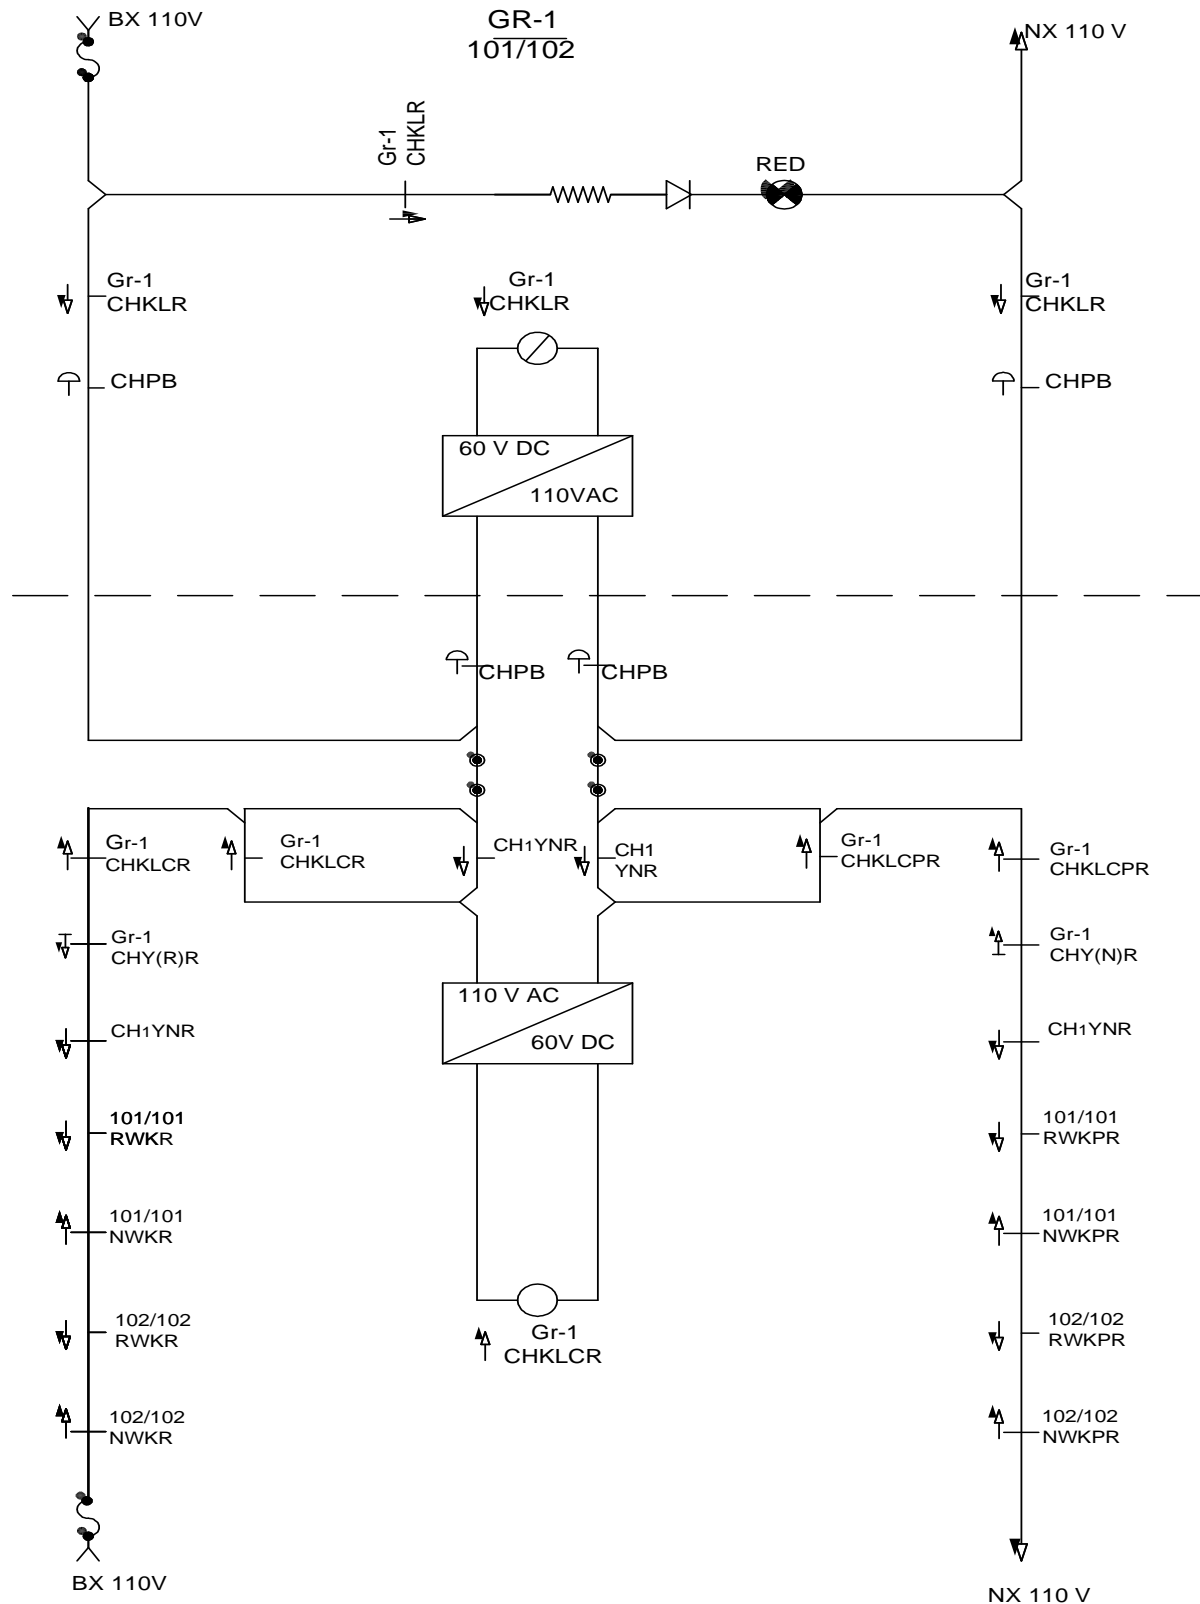 BX 110V
GR-1
101/102
NX 110 V
Gr-1
CHKLR
RED
Gr-1
CHKLR
Gr-1
CHKLR
Gr-1
CHKLR
CHPB
CHPB
60 V DC
110VAC
CHPB
CHPB
Gr-1
CHKLCR
Gr-1
CHKLCR
CH1YNR
CH1
YNR
Gr-1
CHKLCPR
Gr-1
CHKLCPR
Gr-1
CHY(R)R
Gr-1
CHY(N)R
110 V AC
60V DC
CH1YNR
CH1YNR
101/101
RWKR
101/101
RWKPR
101/101
NWKR
101/101
NWKPR
102/102
RWKR
Gr-1
CHKLCR
102/102
RWKPR
102/102
NWKR
102/102
NWKPR
BX 110V
NX 110 V